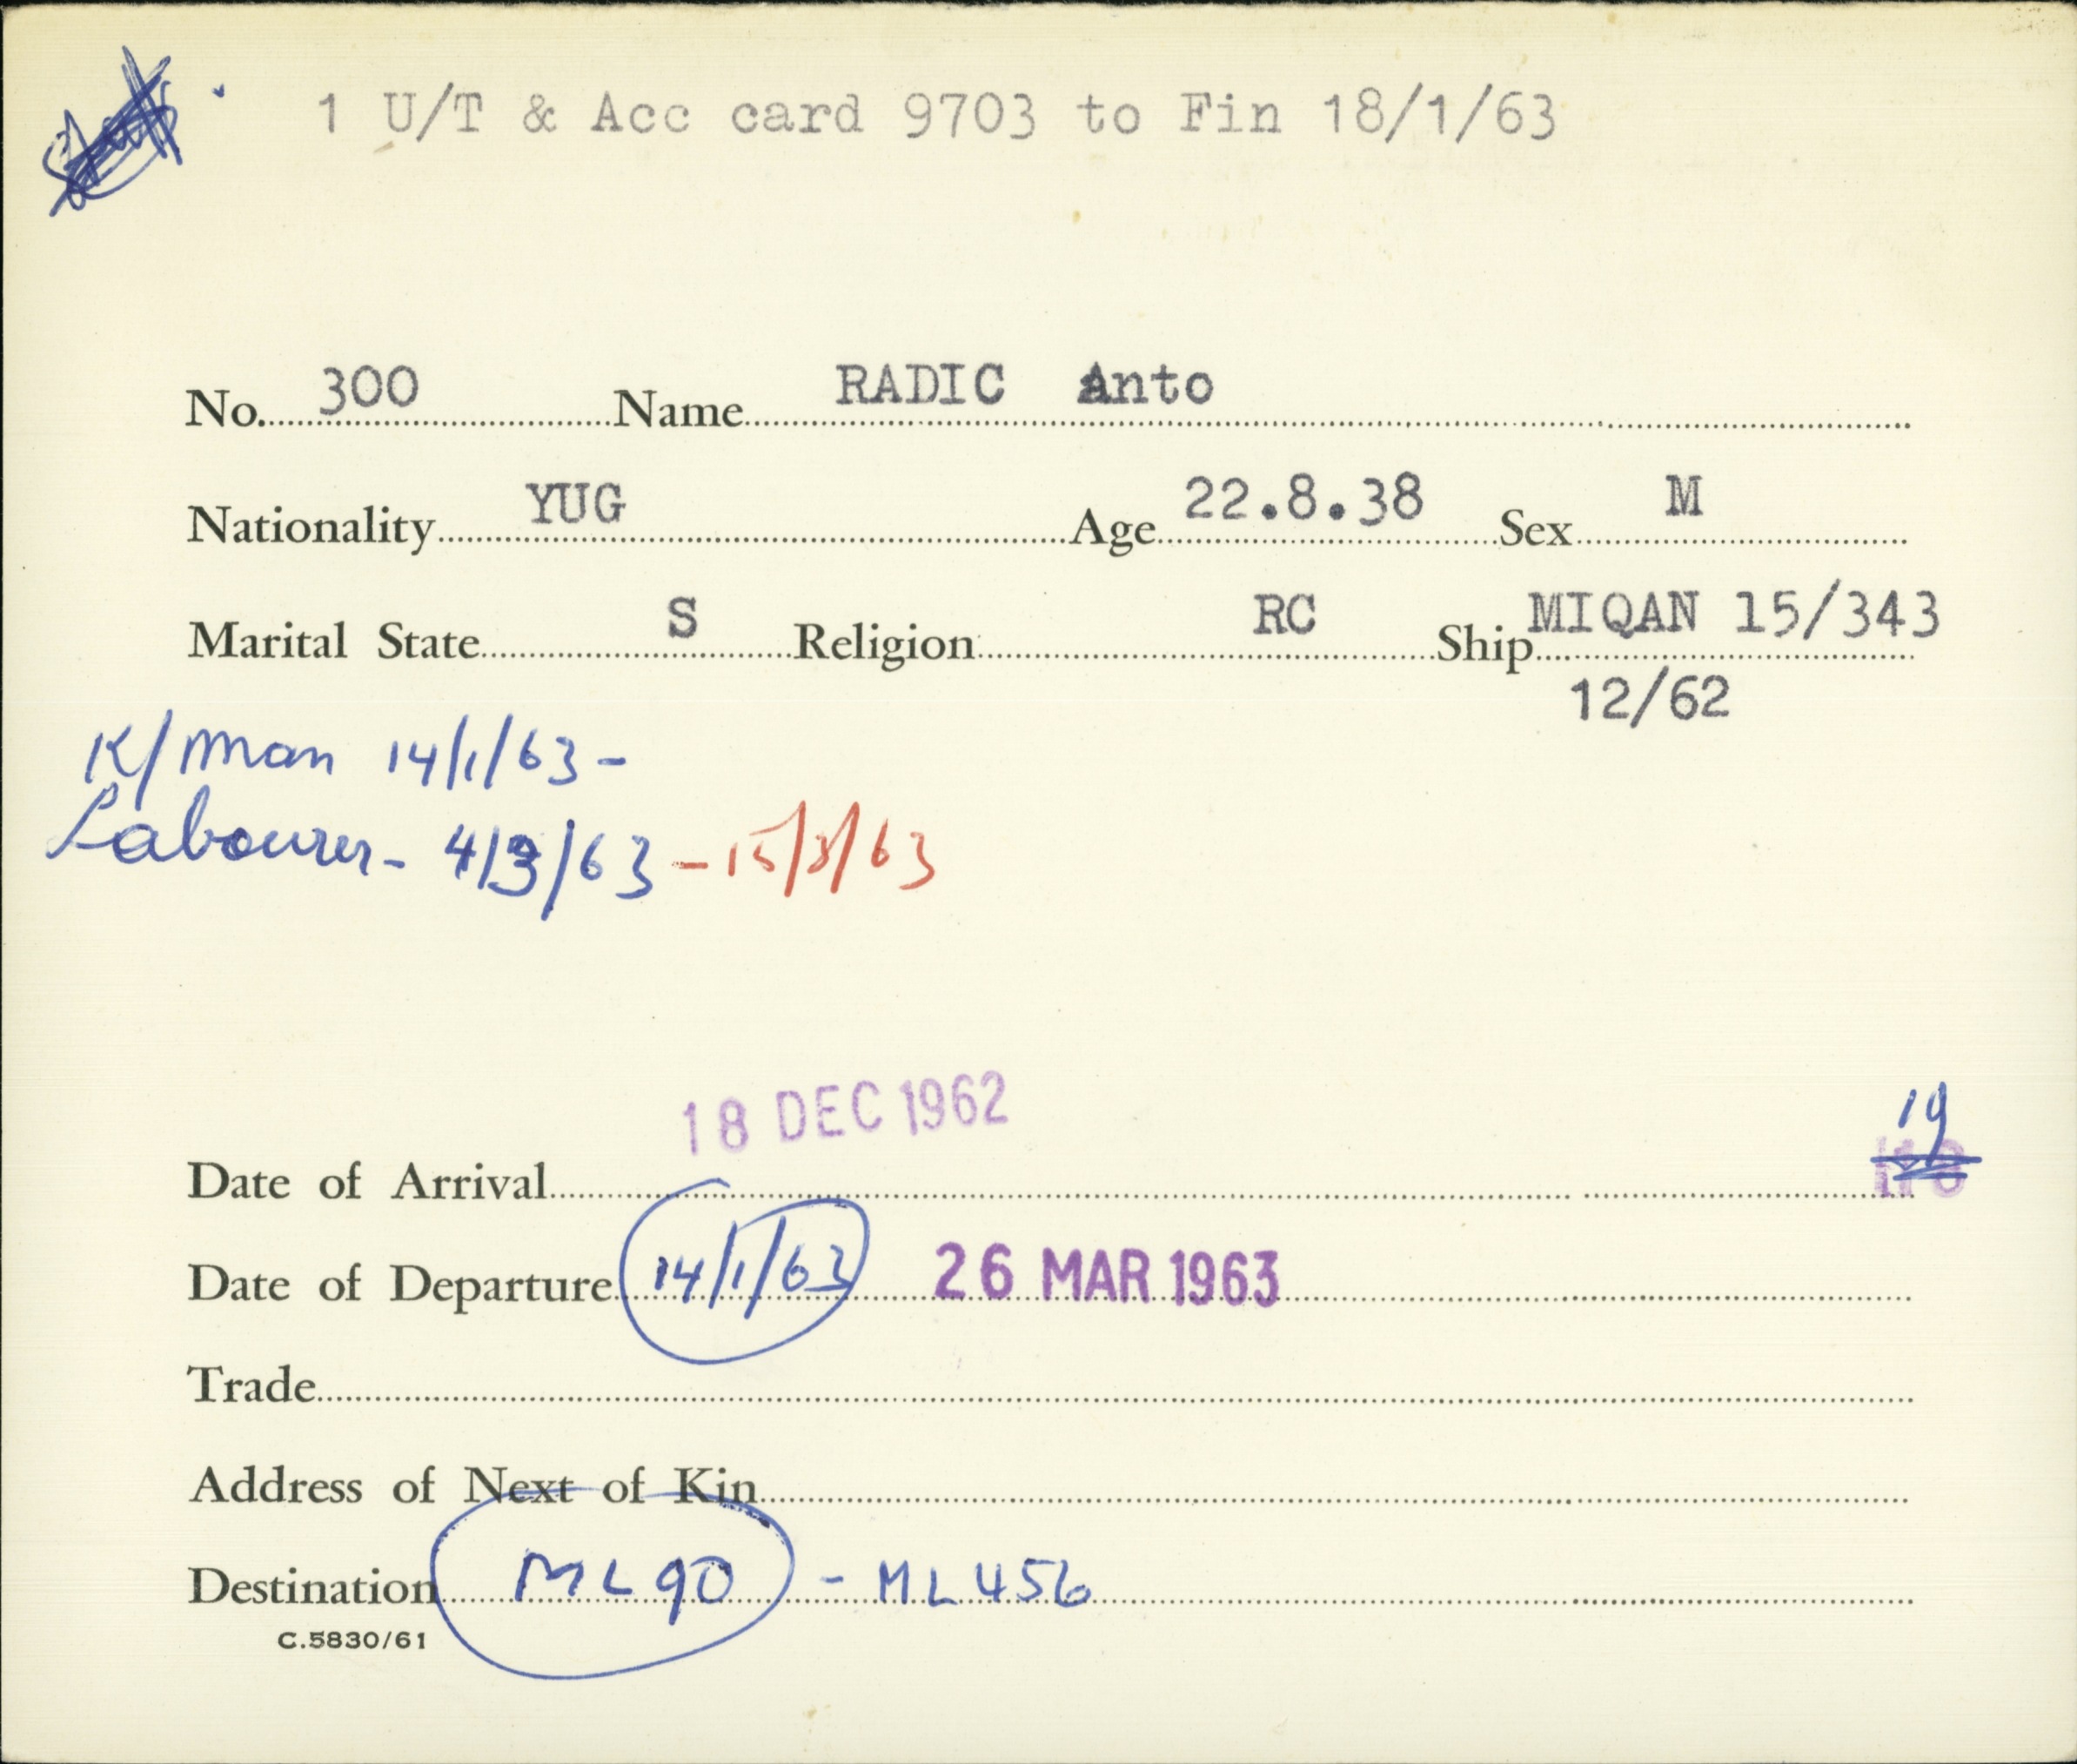 1 U/T & Acc card 9703 to Fin 18/1/63
No. 300 Name RADIC Anto
Nationality YUG Age 22.8.38 Sex M
Marital State S Religion RC Ship MIQAN 15/343
12/62
K/man 14/1/63 -
Labourer - 4/3/63 - 15/3/63
18 DEC 1962
19
Date of Arrival
Date of Departure 14/1/63 26 MAR 1963
Trade
Address of Next of Kin
Destination ML 90 - ML 456
C.5830/61